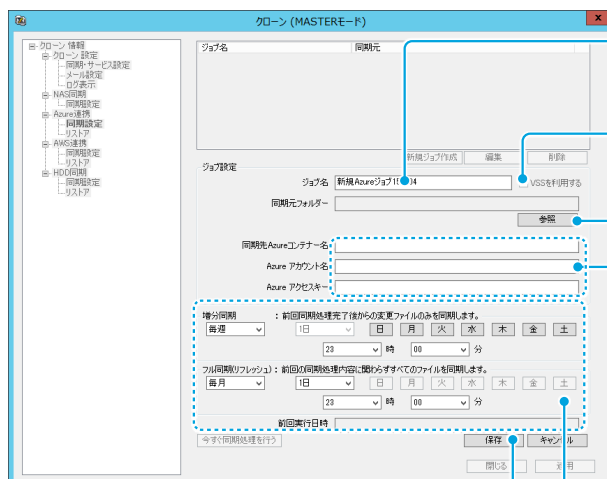 クローン (MASTERモード)
x
クローン 情報
クローン 設定
同期・サービス設定
メール設定
ログ表示
NAS同期
同期設定
Azure連携
同期設定
リストア
AWS連携
同期設定
リストア
HDD同期
同期設定
リストア
ジョブ名 同期元
新規ジョブ作成 編集 削除
ジョブ設定
ジョブ名 新規Azureジョブ15 04 VSSを利用する
同期元フォルダー
参照
同期先Azureコンテナー名
Azure アカウント名
Azure アクセスキー
増分同期 : 前回同期処理完了後からの変更ファイルのみを同期します。
毎週 1日 日 月 火 水 木 金 土
23 時 00 分
フル同期(リフレッシュ) : 前回の同期処理内容に関わらずすべてのファイルを同期します。
毎月 1日 日 月 火 水 木 金 土
23 時 00 分
前回実行日時
今すぐ同期処理を行う 保存 キャンセル
閉じる 適用